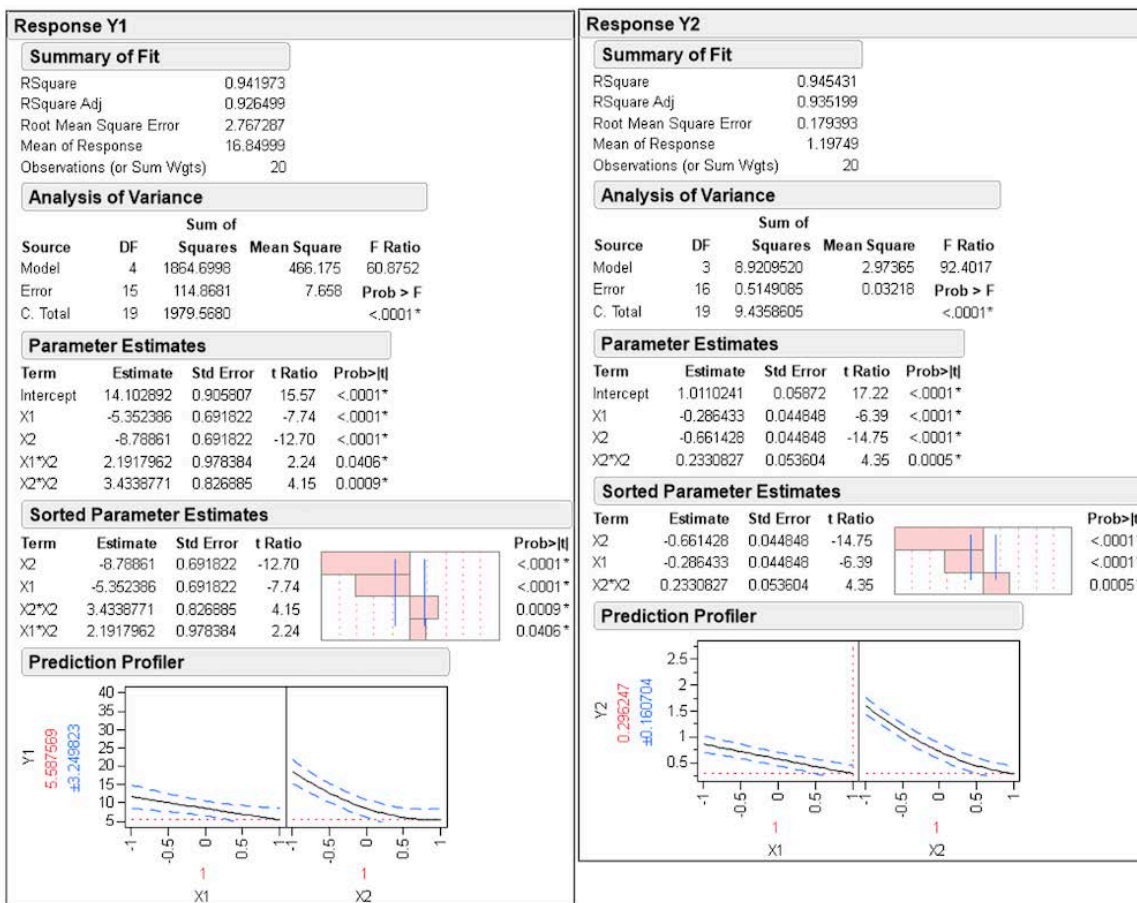 Response Y1
Summary of Fit
RSquare 0.941973
RSquare Adj 0.926499
Root Mean Square Error 2.767287
Mean of Response 16.84999
Observations (or Sum Wgts) 20
Analysis of Variance
Sum of
Source DF Squares Mean Square F Ratio
Model 4 1864.6998 466.175 60.8752
Error 15 114.8681 7.658 Prob > F
C. Total 19 1979.5680 <.0001*
Parameter Estimates
Term Estimate Std Error t Ratio Prob>|t|
Intercept 14.102892 0.905807 15.57 <.0001*
X1 -5.352386 0.691822 -7.74 <.0001*
X2 -8.78861 0.691822 -12.70 <.0001*
X1*X2 2.1917962 0.978384 2.24 0.0406*
X2*X2 3.4338771 0.826885 4.15 0.0009*
Sorted Parameter Estimates
Term Estimate Std Error t Ratio Prob>|t|
X2 -8.78861 0.691822 -12.70 <.0001*
X1 -5.352386 0.691822 -7.74 <.0001*
X2*X2 3.4338771 0.826885 4.15 0.0009*
X1*X2 2.1917962 0.978384 2.24 0.0406*
Prediction Profiler
Y1
5.587569
±3.249823
40
35
30
25
20
15
10
5
-1 -0.5 0 0.5 1 -1 -0.5 0 0.5 1
1 1
X1 X2
Response Y2
Summary of Fit
RSquare 0.945431
RSquare Adj 0.935199
Root Mean Square Error 0.179393
Mean of Response 1.19749
Observations (or Sum Wgts) 20
Analysis of Variance
Sum of
Source DF Squares Mean Square F Ratio
Model 3 8.9209520 2.97365 92.4017
Error 16 0.5149085 0.03218 Prob > F
C. Total 19 9.4358605 <.0001*
Parameter Estimates
Term Estimate Std Error t Ratio Prob>|t|
Intercept 1.0110241 0.05872 17.22 <.0001*
X1 -0.286433 0.044848 -6.39 <.0001*
X2 -0.661428 0.044848 -14.75 <.0001*
X2*X2 0.2330827 0.053604 4.35 0.0005*
Sorted Parameter Estimates
Term Estimate Std Error t Ratio Prob>|t
X2 -0.661428 0.044848 -14.75 <.0001
X1 -0.286433 0.044848 -6.39 <.0001
X2*X2 0.2330827 0.053604 4.35 0.0005
Prediction Profiler
Y2
0.296247
±0.160704
2.5
2
1.5
1
0.5
-1 -0.5 0 0.5 1 -1 -0.5 0 0.5 1
1 1
X1 X2